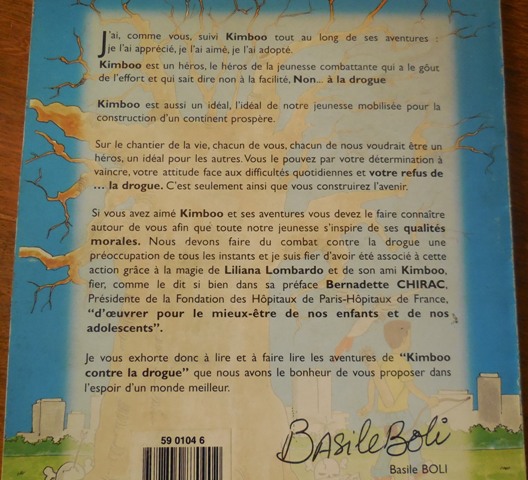 J'ai, comme vous, suivi Kimboo tout au long de ses aventures :
je l'ai apprécié, je l'ai aimé, je l'ai adopté.
Kimboo est un héros, le héros de la jeunesse combattante qui a le goût
de l'effort et qui sait dire non à la facilité, Non... à la drogue
Kimboo est aussi un idéal, l'idéal de notre jeunesse mobilisée pour la
construction d'un continent prospère.
Sur le chantier de la vie, chacun de vous, chacun de nous voudrait être un
héros, un idéal pour les autres. Vous le pouvez par votre détermination à
vaincre, votre attitude face aux difficultés quotidiennes et votre refus de
... la drogue. C'est seulement ainsi que vous construirez l'avenir.
Si vous avez aimé Kimboo et ses aventures vous devez le faire connaître
autour de vous afin que toute notre jeunesse s'inspire de ses qualités
morales. Nous devons faire du combat contre la drogue une
préoccupation de tous les instants et je suis fier d'avoir été associé à cette
action grâce à la magie de Liliana Lombardo et de son ami Kimboo,
fier, comme le dit si bien dans sa préface Bernadette CHIRAC,
Présidente de la Fondation des Hôpitaux de Paris-Hôpitaux de France,
"d'œuvrer pour le mieux-être de nos enfants et de nos
adolescents".
Je vous exhorte donc à lire et à faire lire les aventures de "Kimboo
contre la drogue" que nous avons le bonheur de vous proposer dans
l'espoir d'un monde meilleur.
59 0104 6
Basile Boli
Basile BOLI